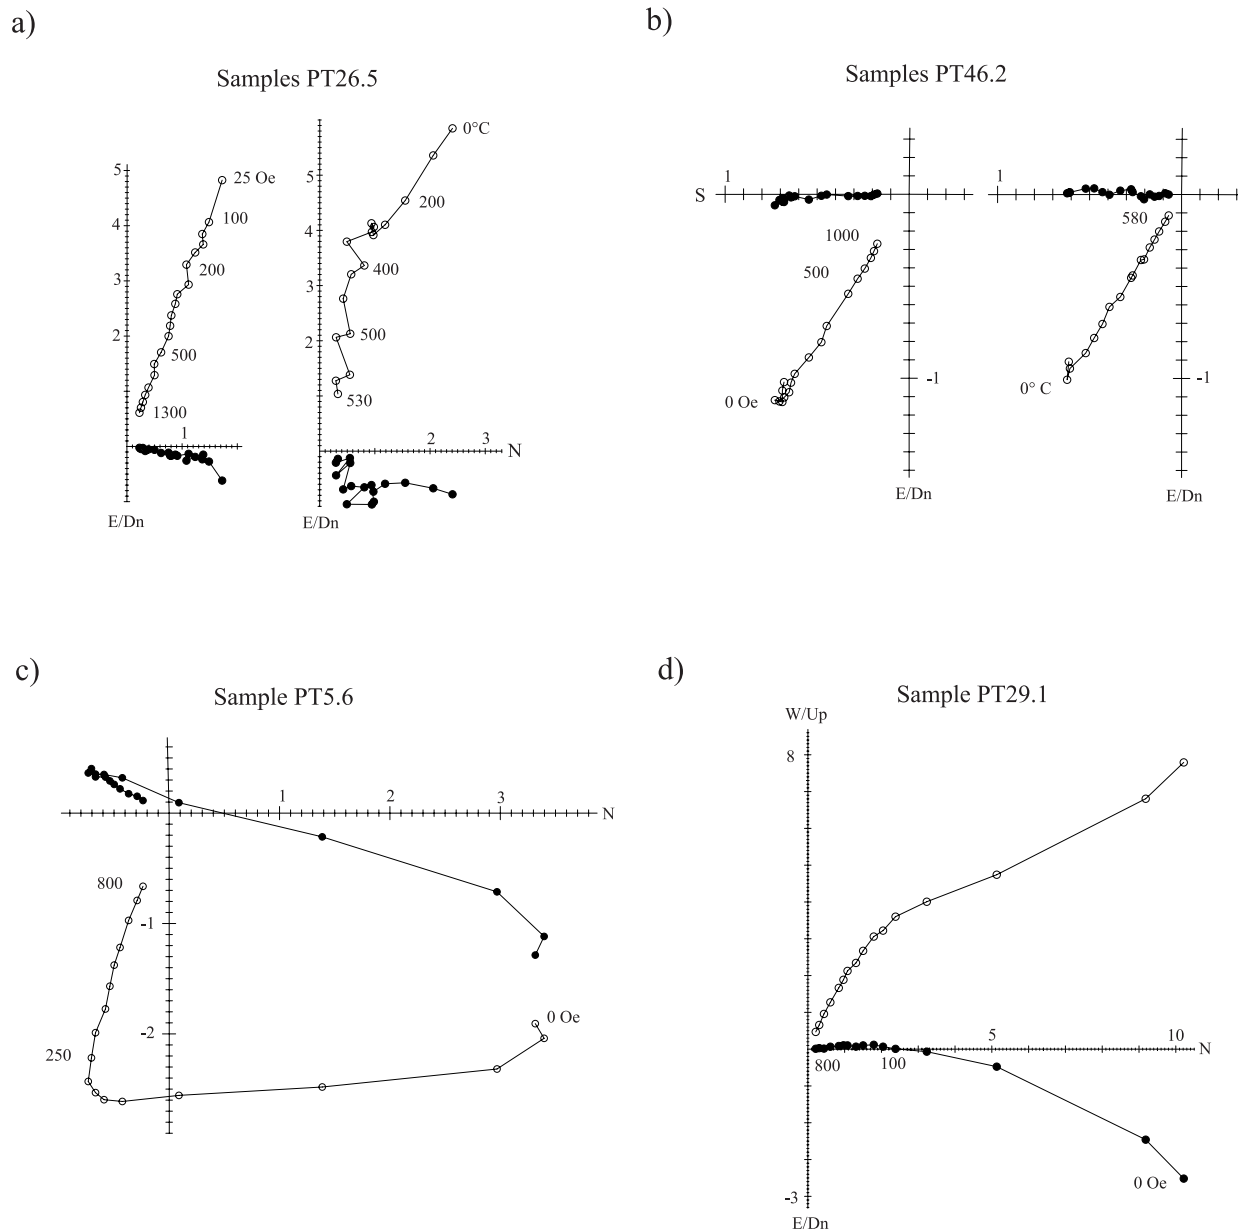 a)
Samples PT26.5
5
4
3
2
1
25 Oe
100
200
500
1300
E/Dn
5
4
3
2
0°C
200
400
500
530
2
3
N
E/Dn
b)
Samples PT46.2
1
S
1000
500
-1
0 Oe
E/Dn
1
580
-1
0° C
E/Dn
c)
Sample PT5.6
1
2
3
N
800
-1
-2
250
0 Oe
d)
Sample PT29.1
W/Up
8
5
10
N
800
100
0 Oe
-3
E/Dn